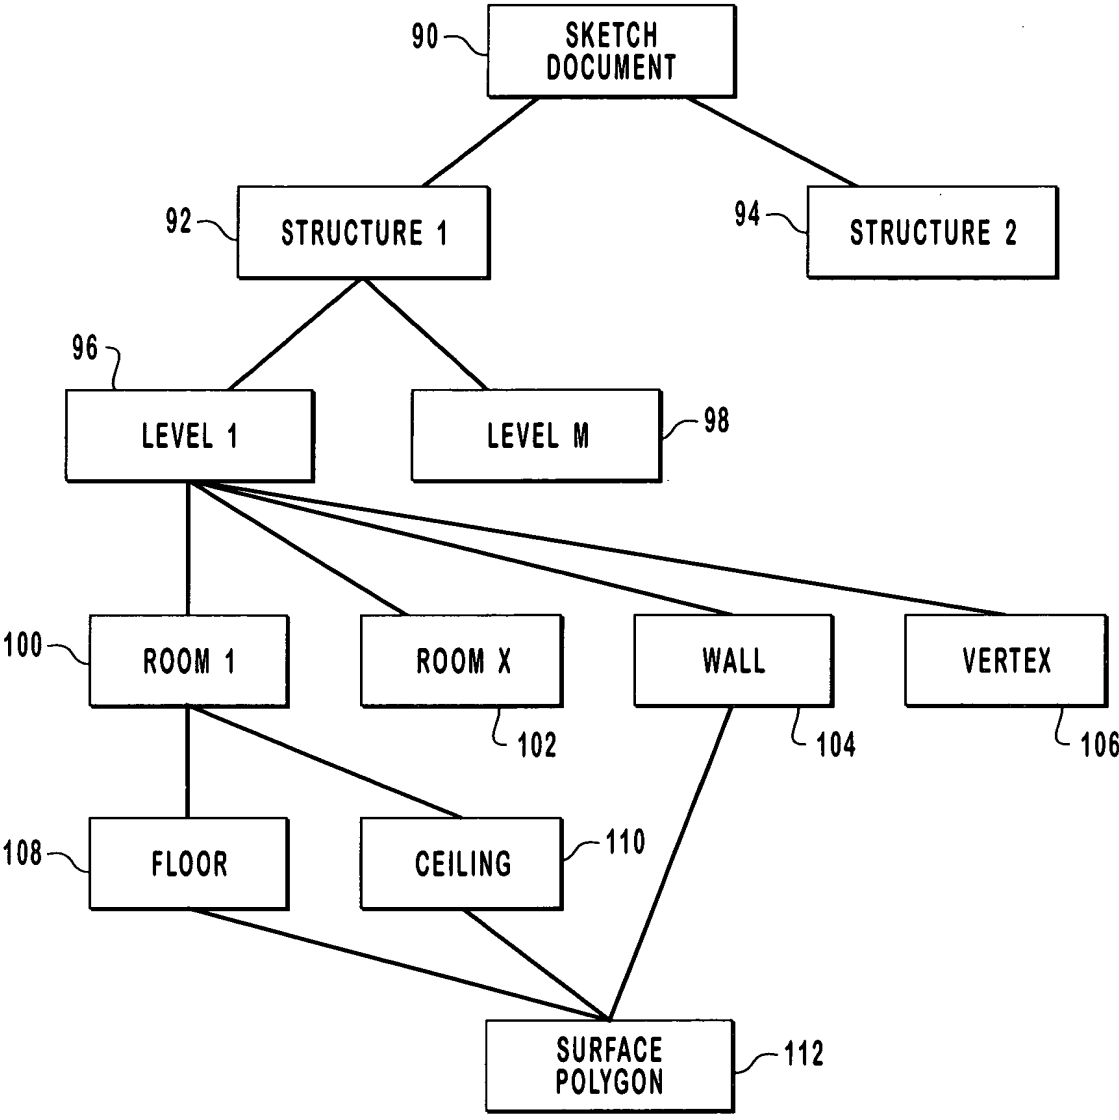 90
SKETCH
DOCUMENT
92
STRUCTURE 1
94
STRUCTURE 2
96
LEVEL 1
LEVEL M
98
100
ROOM 1
ROOM X
WALL
VERTEX
102
104
106
108
FLOOR
CEILING
110
SURFACE
POLYGON
112